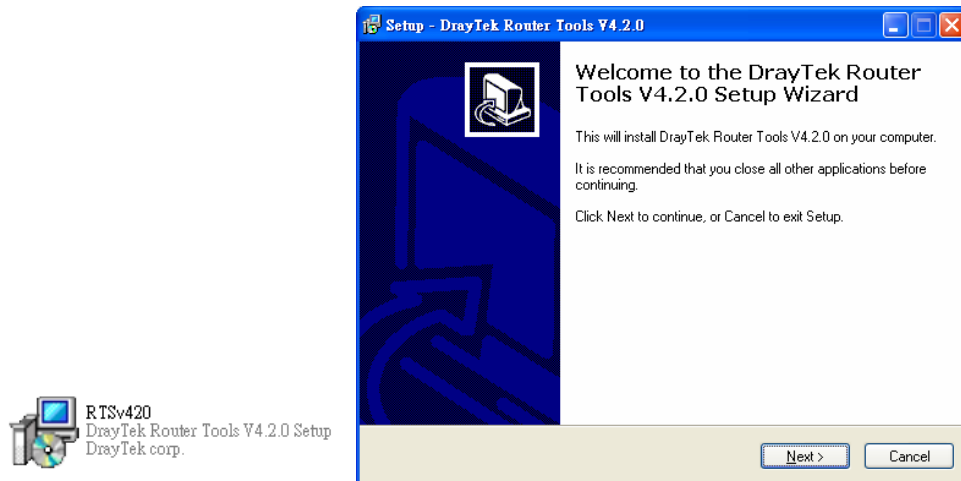 Setup - DrayTek Router Tools V4.2.0
Welcome to the DrayTek Router
Tools V4.2.0 Setup Wizard
This will install DrayTek Router Tools V4.2.0 on your computer.
It is recommended that you close all other applications before
continuing.
Click Next to continue, or Cancel to exit Setup.
Next >
Cancel
RTSv420
DrayTek Router Tools V4.2.0 Setup
DrayTek corp.